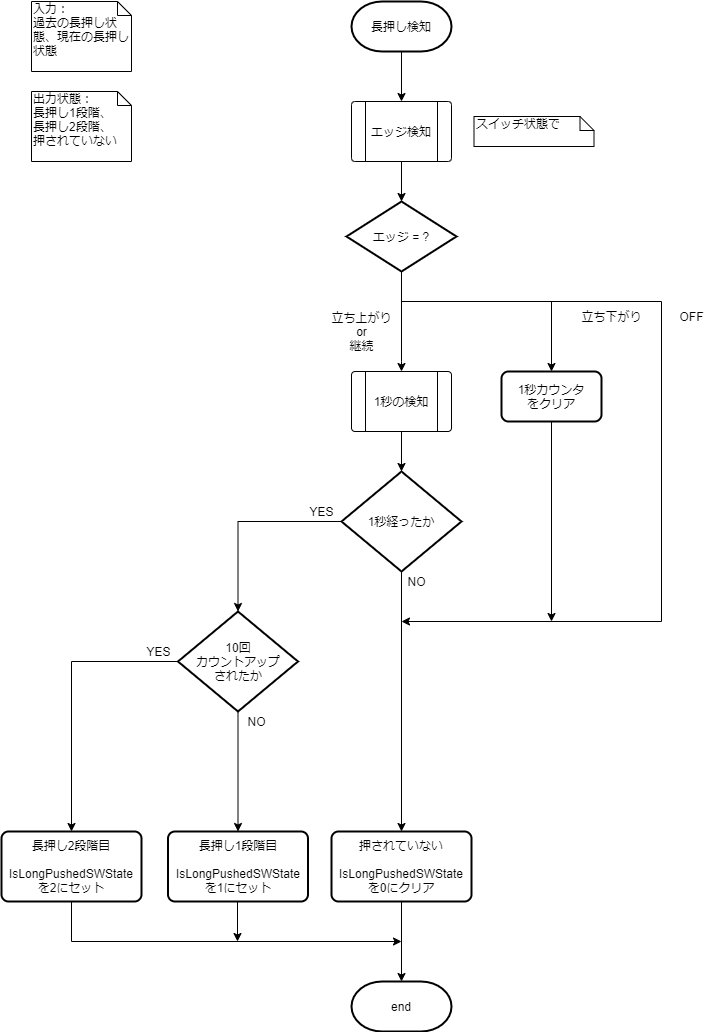 入力：
過去の長押し状
態、現在の長押し
状態
長押し検知
出力状態：
長押し1段階、
長押し2段階、
押されていない
エッジ検知
スイッチ状態で
エッジ = ?
立ち上がり
or
継続
立ち下がり
OFF
1秒の検知
1秒カウンタ
をクリア
1秒経ったか
YES
NO
10回
カウントアップ
されたか
YES
NO
長押し2段階目
IsLongPushedSWState
を2にセット
長押し1段階目
IsLongPushedSWState
を1にセット
押されていない
IsLongPushedSWState
を0にクリア
end